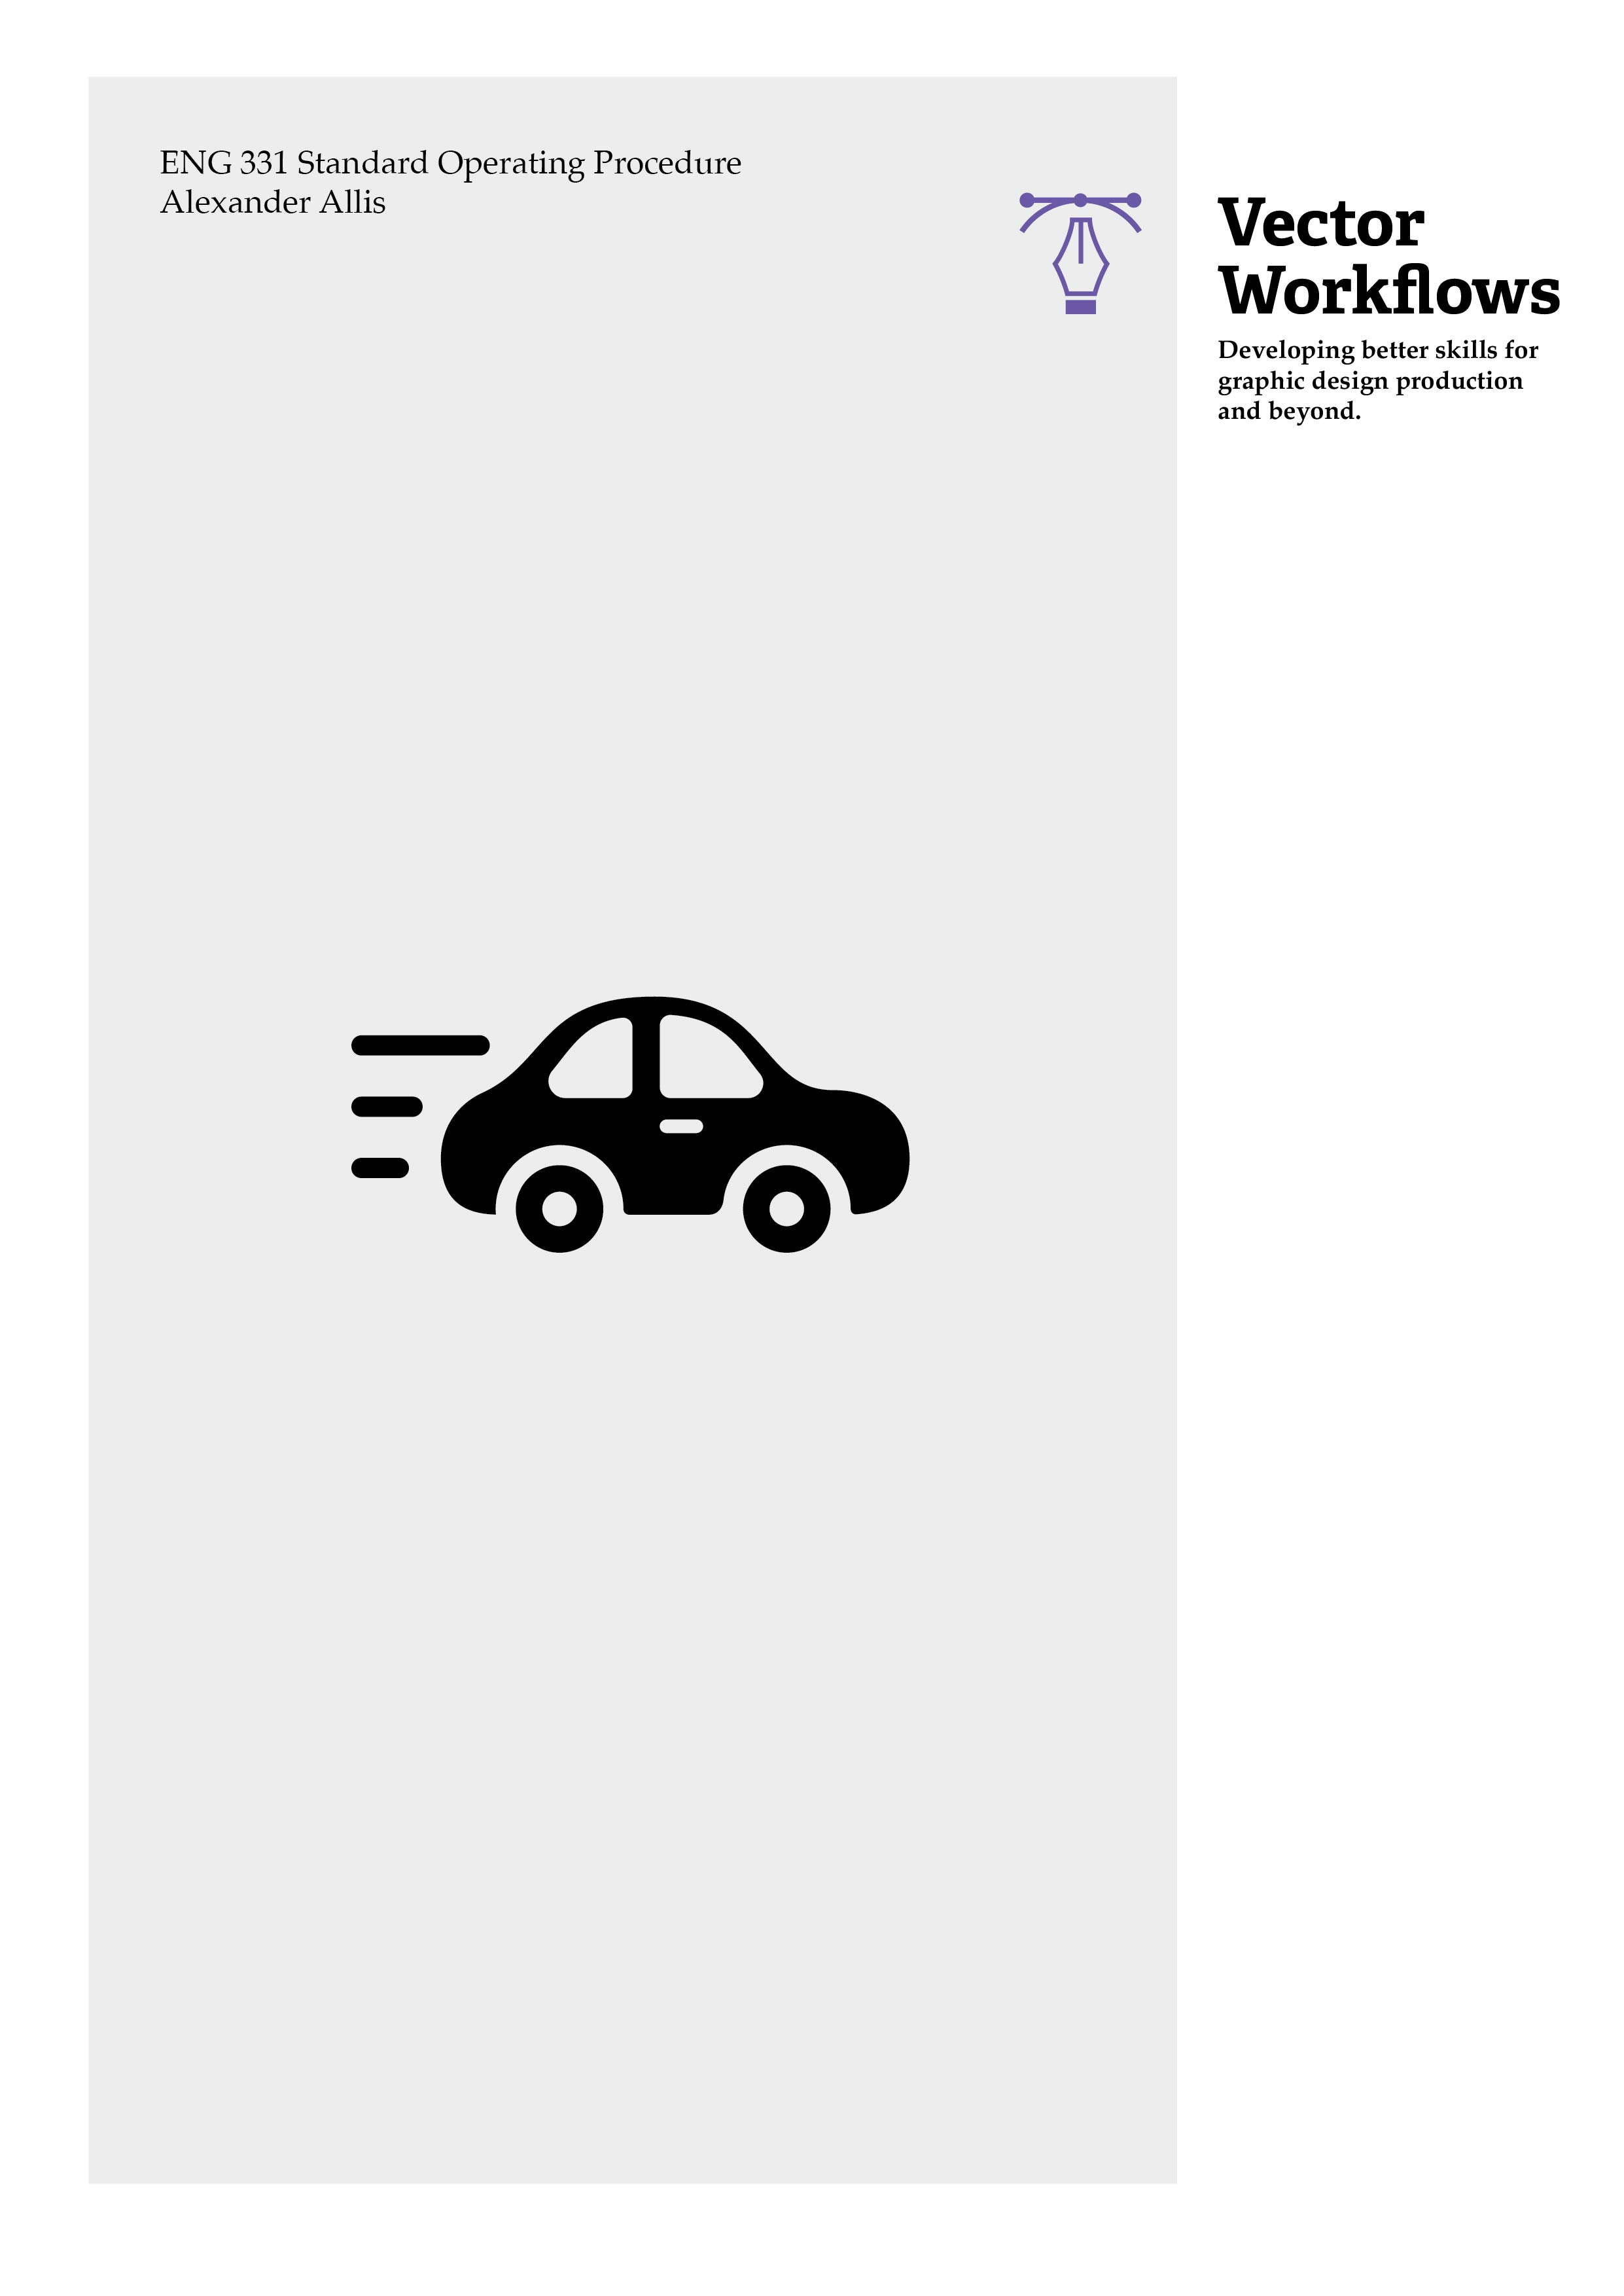 ENG 331 Standard Operating Procedure
Alexander Allis
Vector
Workflows
Developing better skills for
graphic design production
and beyond.